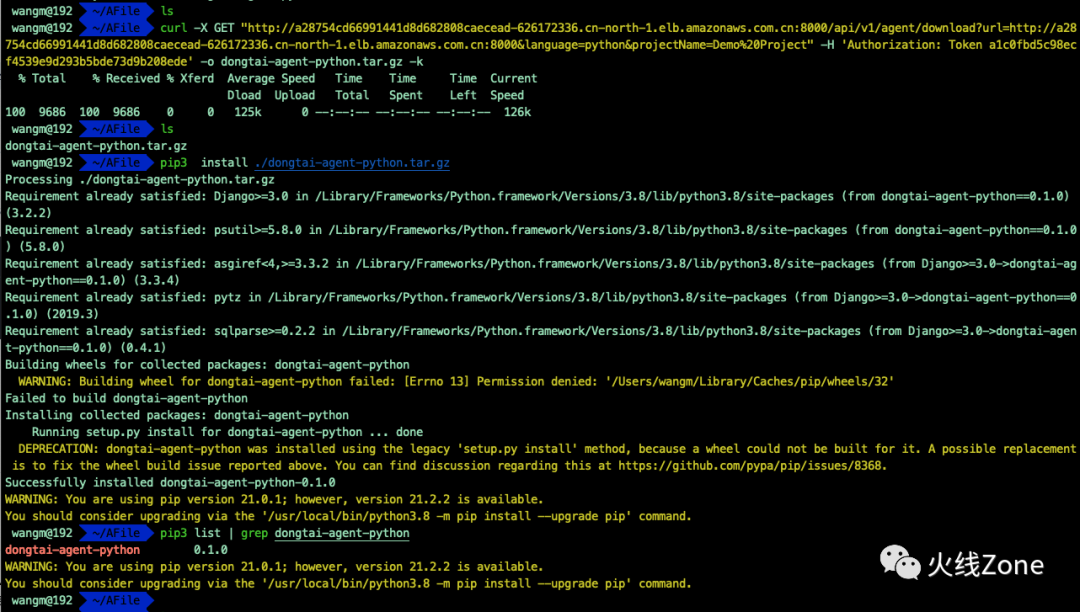 wangm@192 ~/AFile ls
wangm@192 ~/AFile curl -X GET "http://a28754cd66991441d8d682808caecead-626172336.cn-north-1.elb.amazonaws.com.cn:8000/api/v1/agent/download?url=http://a28
754cd66991441d8d682808caecead-626172336.cn-north-1.elb.amazonaws.com.cn:8000&language=python&projectName=Demo%20Project" -H 'Authorization: Token a1c0fbd5c98ec
f4539e9d293b5bde73d9b208ede' -o dongtai-agent-python.tar.gz -k
% Total % Received % Xferd Average Speed Time Time Time Current
Dload Upload Total Spent Left Speed
100 9686 100 9686 0 0 125k 0 --:--:-- --:--:-- --:--:-- 126k
wangm@192 ~/AFile ls
dongtai-agent-python.tar.gz
wangm@192 ~/AFile pip3 install ./dongtai-agent-python.tar.gz
Processing ./dongtai-agent-python.tar.gz
Requirement already satisfied: Django>=3.0 in /Library/Frameworks/Python.framework/Versions/3.8/lib/python3.8/site-packages (from dongtai-agent-python==0.1.0)
(3.2.2)
Requirement already satisfied: psutil>=5.8.0 in /Library/Frameworks/Python.framework/Versions/3.8/lib/python3.8/site-packages (from dongtai-agent-python==0.1.0
) (5.8.0)
Requirement already satisfied: asgiref<4,>=3.3.2 in /Library/Frameworks/Python.framework/Versions/3.8/lib/python3.8/site-packages (from Django>=3.0->dongtai-ag
ent-python==0.1.0) (3.3.4)
Requirement already satisfied: pytz in /Library/Frameworks/Python.framework/Versions/3.8/lib/python3.8/site-packages (from Django>=3.0->dongtai-agent-python==0
.1.0) (2019.3)
Requirement already satisfied: sqlparse>=0.2.2 in /Library/Frameworks/Python.framework/Versions/3.8/lib/python3.8/site-packages (from Django>=3.0->dongtai-agen
t-python==0.1.0) (0.4.1)
Building wheels for collected packages: dongtai-agent-python
WARNING: Building wheel for dongtai-agent-python failed: [Errno 13] Permission denied: '/Users/wangm/Library/Caches/pip/wheels/32'
Failed to build dongtai-agent-python
Installing collected packages: dongtai-agent-python
Running setup.py install for dongtai-agent-python ... done
DEPRECATION: dongtai-agent-python was installed using the legacy 'setup.py install' method, because a wheel could not be built for it. A possible replacement
is to fix the wheel build issue reported above. You can find discussion regarding this at https://github.com/pypa/pip/issues/8368.
Successfully installed dongtai-agent-python-0.1.0
WARNING: You are using pip version 21.0.1; however, version 21.2.2 is available.
You should consider upgrading via the '/usr/local/bin/python3.8 -m pip install --upgrade pip' command.
wangm@192 ~/AFile pip3 list | grep dongtai-agent-python
dongtai-agent-python 0.1.0
WARNING: You are using pip version 21.0.1; however, version 21.2.2 is available.
You should consider upgrading via the '/usr/local/bin/python3.8 -m pip install --upgrade pip' command.
wangm@192 ~/AFile
火线Zone